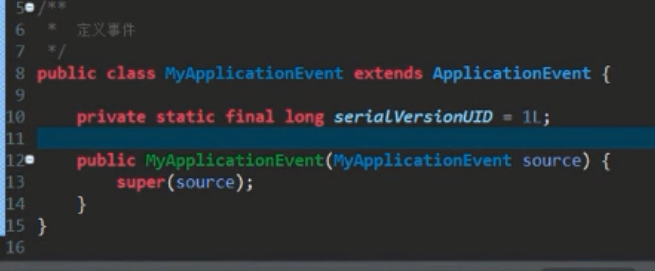 5 /**
6  * 定义事件
7  */
8 public class MyApplicationEvent extends ApplicationEvent {
9
10     private static final long serialVersionUID = 1L;
11
12     public MyApplicationEvent(MyApplicationEvent source) {
13         super(source);
14     }
15 }
16